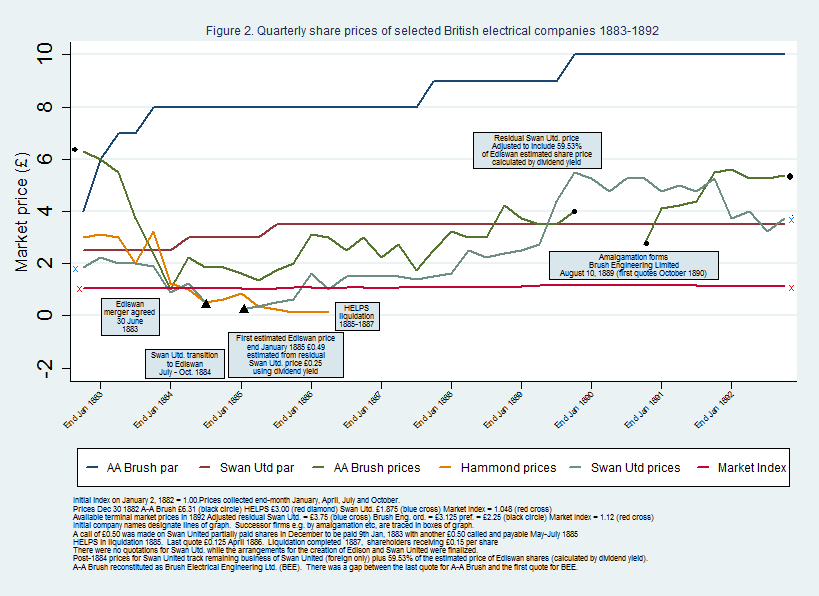 Figure 2. Quarterly share prices of selected British electrical companies 1883-1892
Market price (£)
10
8
6
4
2
0
-2
Residual Swan Utd. price
Adjusted to include 59.53%
of Ediswan estimated share price
calculated by dividend yield
Amalgamation forms
Brush Engineering Limited
August 10, 1889 (first quotes October 1890)
Ediswan
merger agreed
30 June
1883
HELPS
liquidation
1885-1887
Swan Utd. transition
to Ediswan
July - Oct. 1884
First estimated Ediswan price
end January 1885 £0.49
estimated from residual
Swan Utd. price £0.25
using dividend yield
End Jan 1883
End Jan 1884
End Jan 1885
End Jan 1886
End Jan 1887
End Jan 1888
End Jan 1889
End Jan 1890
End Jan 1891
End Jan 1892
AA Brush par
Swan Utd par
AA Brush prices
Hammond prices
Swan Utd prices
Market Index
Initial Index on January 2, 1882 = 1.00.Prices collected end-month January, April, July and October.
Prices Dec 30 1882 A-A Brush £6.31 (black circle) HELPS £3.00 (red diamond) Swan Utd. £1.875 (blue cross) Market Index = 1.048 (red cross)
Available terminal market prices in 1892 Adjusted residual Swan Utd. = £3.75 (blue cross) Brush Eng. ord. = £3.125 pref. = £2.25 (black circle) Market Index = 1.12 (red cross)
Initial company names designate lines of graph. Successor firms e.g. by amalgamation etc, are traced in boxes of graph.
A call of £0.50 was made on Swan United partially paid shares in December to be paid 9th Jan, 1883 with another £0.50 called and payable May-July 1885
HELPS in liquidation 1885. Last quote £0.125 April 1886. Liquidation completed 1887, shareholders receiving £0.15 per share
There were no quotations for Swan Utd. while the arrangements for the creation of Edison and Swan United were finalized.
Post-1884 prices for Swan United track remaining business of Swan United (foreign only) plus 59.53% of the estimated price of Ediswan shares (calculated by dividend yield).
A-A Brush reconstituted as Brush Electrical Engineering Ltd. (BEE). There was a gap between the last quote for A-A Brush and the first quote for BEE.